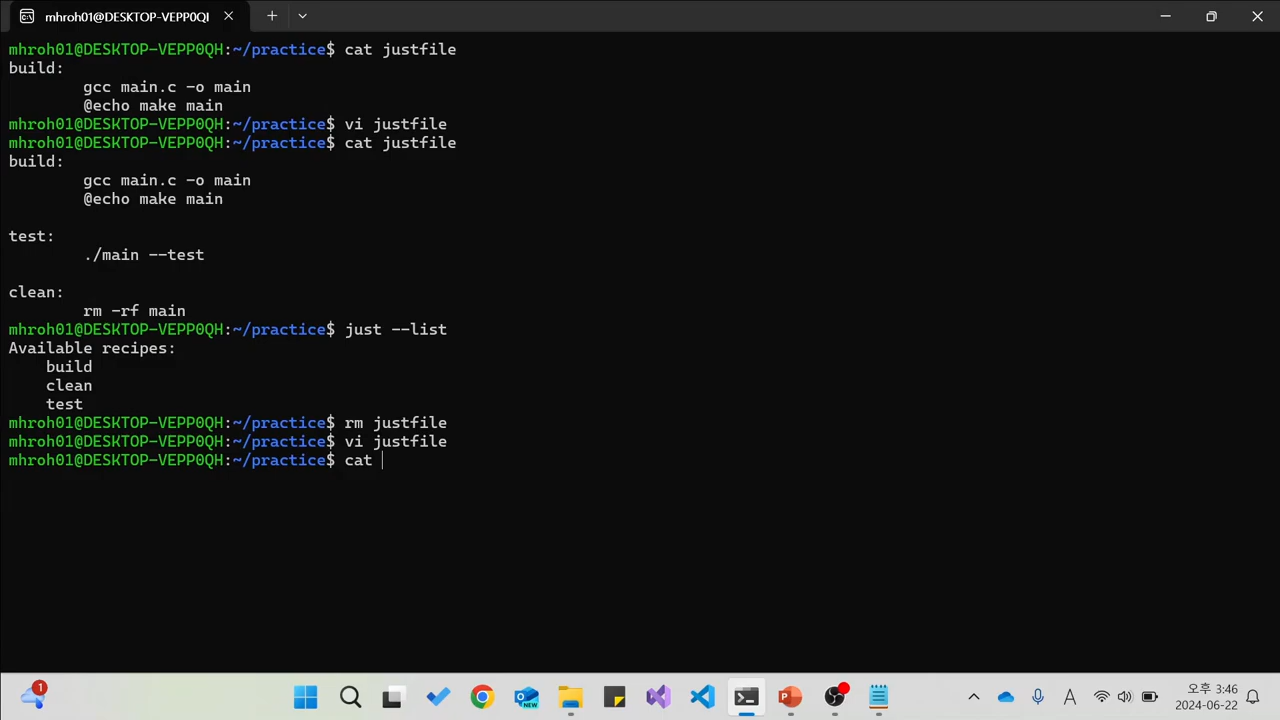 mhroh01@DESKTOP-VEPP0QI
mhroh01@DESKTOP-VEPP0QH:~/practice$ cat justfile
build:
gcc main.c -o main
@echo make main
mhroh01@DESKTOP-VEPP0QH:~/practice$ vi justfile
mhroh01@DESKTOP-VEPP0QH:~/practice$ cat justfile
build:
gcc main.c -o main
@echo make main
test:
./main --test
clean:
rm -rf main
mhroh01@DESKTOP-VEPP0QH:~/practice$ just --list
Available recipes:
build
clean
test
mhroh01@DESKTOP-VEPP0QH:~/practice$ rm justfile
mhroh01@DESKTOP-VEPP0QH:~/practice$ vi justfile
mhroh01@DESKTOP-VEPP0QH:~/practice$ cat
1
NEW
A
오후 3:46
2024-06-22